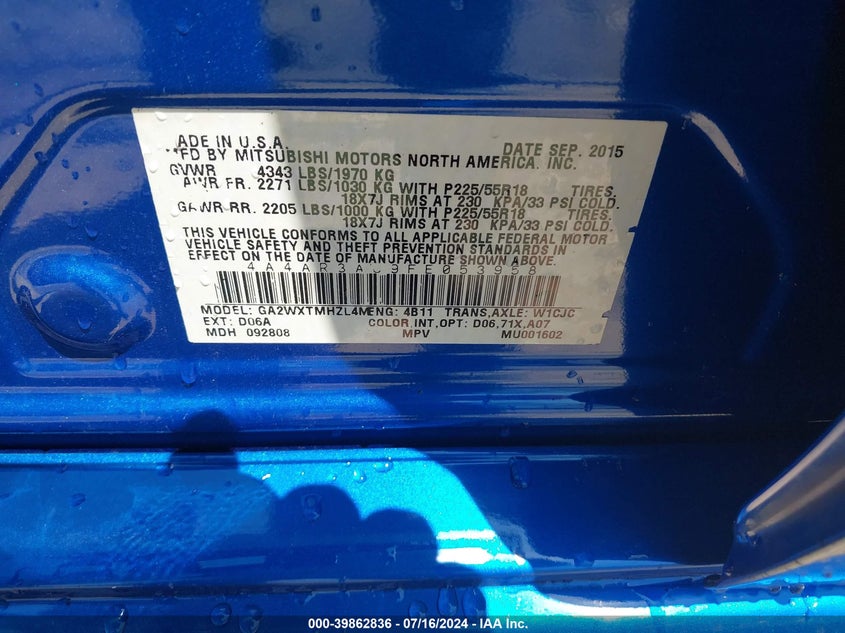 ADE IN U.S.A. DATE SEP. 2015
FD BY MITSUBISHI MOTORS NORTH AMERICA, INC.
GVWR 4343 LBS/1970 KG
AWR FR. 2271 LBS/1030 KG WITH P225/55R18 TIRES.
18X7J RIMS AT 230 KPA/33 PSI COLD.
GAWR RR. 2205 LBS/1000 KG WITH P225/55R18 TIRES.
18X7J RIMS AT 230 KPA/33 PSI COLD.
THIS VEHICLE CONFORMS TO ALL APPLICABLE FEDERAL MOTOR
VEHICLE SAFETY AND THEFT PREVENTION STANDARDS IN
EFFECT ON THE DATE OF MANUFACTURE SHOWN ABOVE.
MODEL: GA2WXTMHZL4M ENG: 4B11 TRANS,AXLE: W1CJC
EXT: D06A COLOR,INT,OPT: D06,71X,A07
MDH 092808 MPV MU001602
000-39862836 - 07/16/2024 - IAA Inc.